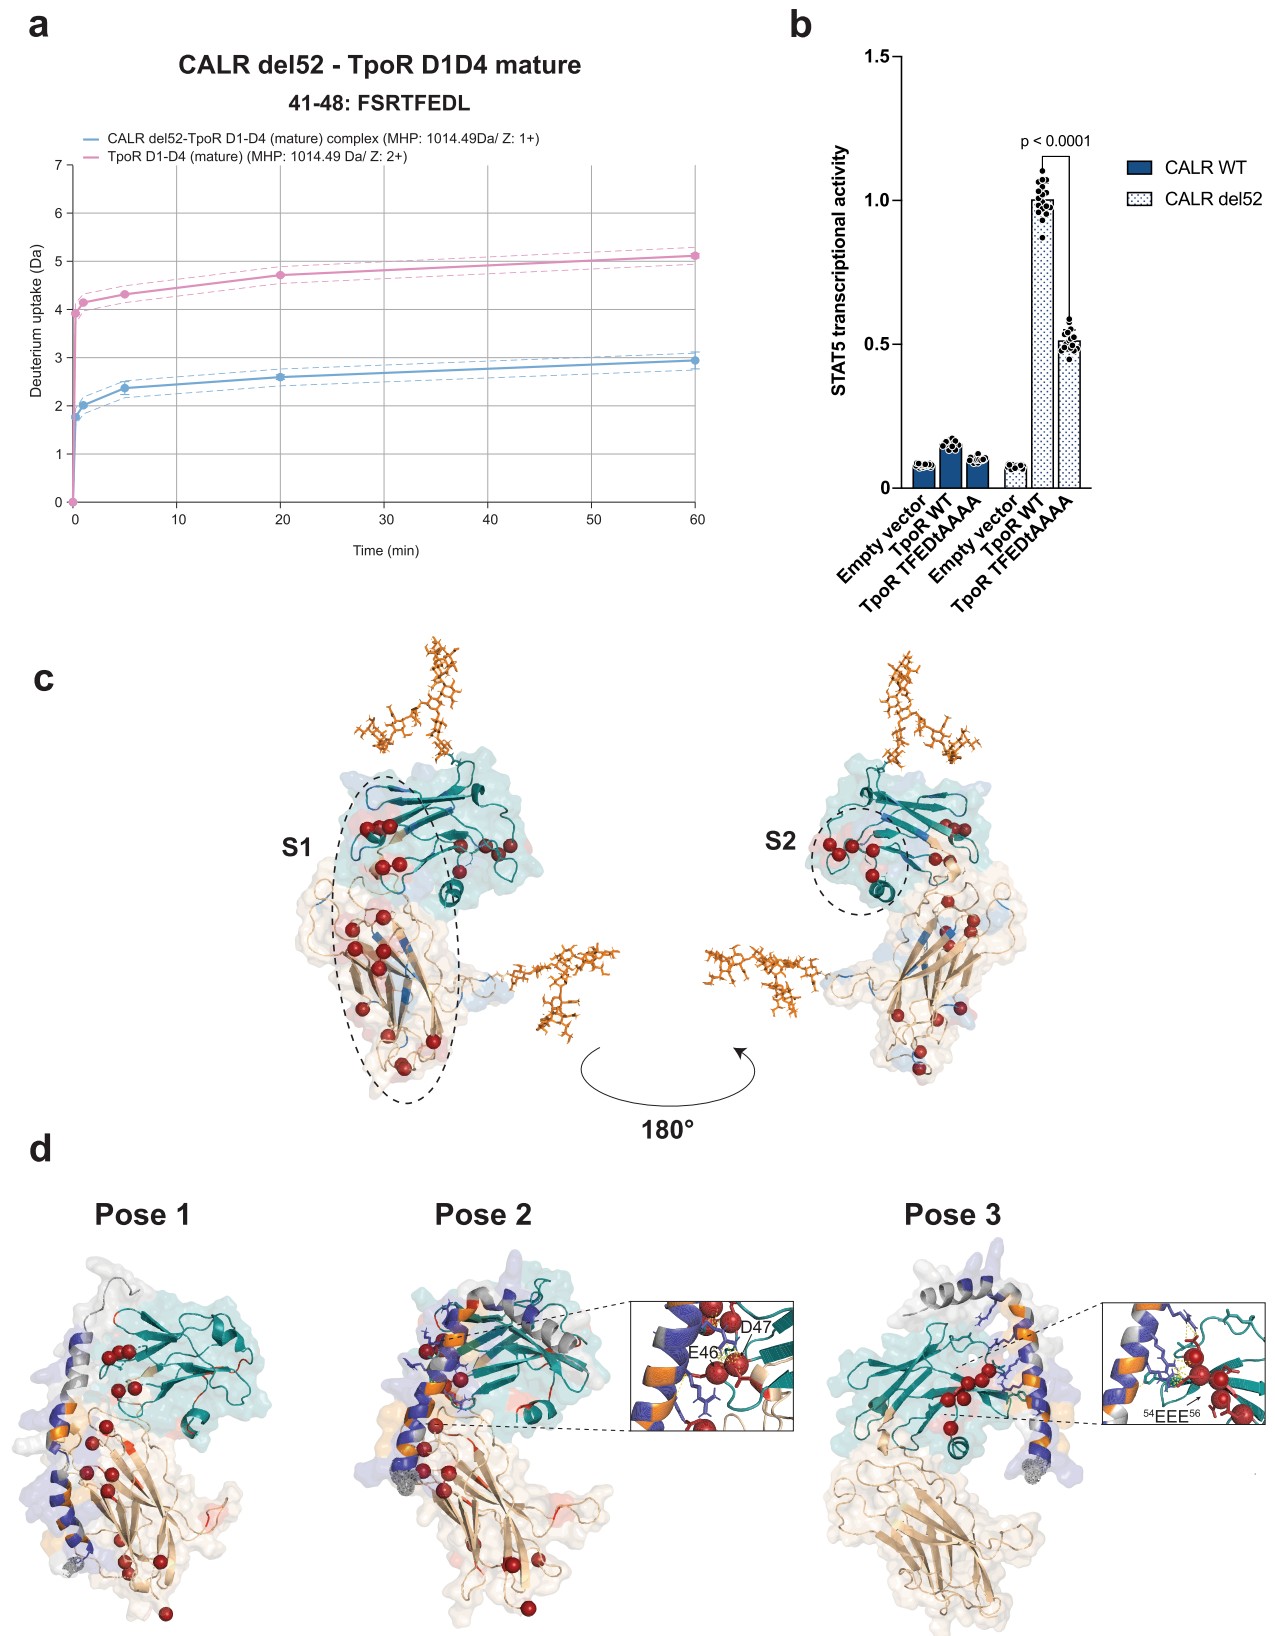 a
CALR del52 - TpoR D1D4 mature
41-48: FSRTFEDL
CALR del52-TpoR D1-D4 (mature) complex (MHP: 1014.49Da/ Z: 1+)
TpoR D1-D4 (mature) (MHP: 1014.49 Da/ Z: 2+)
Deuterium uptake (Da)
7
6
5
4
3
2
1
0
0 10 20 30 40 50 60
Time (min)
b
STAT5 transcriptional activity
1.5
1.0
0.5
0
p < 0.0001
CALR WT
CALR del52
Empty vector
TpoR WT
TpoR TFEDtAAAA
Empty vector
TpoR WT
TpoR TFEDtAAAA
c
S1
S2
180°
d
Pose 1
Pose 2
Pose 3
D47
E46
54EEE56